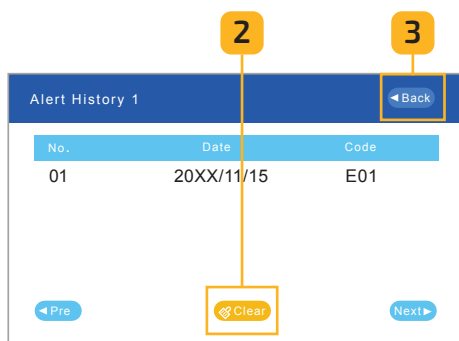 2 3
Alert History 1 ◄Back
No. Date Code
01 20XX/11/15 E01
◄Pre Clear Next►